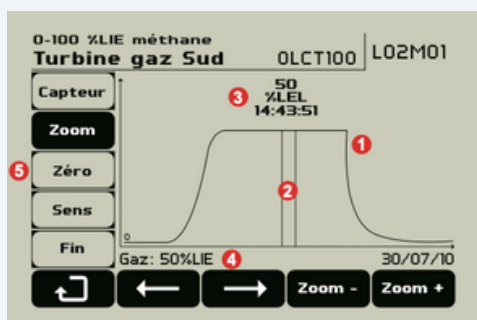 0-100 %LIE méthane
Turbine gaz Sud
OLCT100
L02M01
Capteur
Zoom
Zéro
Sens
Fin
5
50
%LEL
14:43:51
3
1
2
0
Gaz: 50%LIE
4
30/07/10
Zoom -
Zoom +